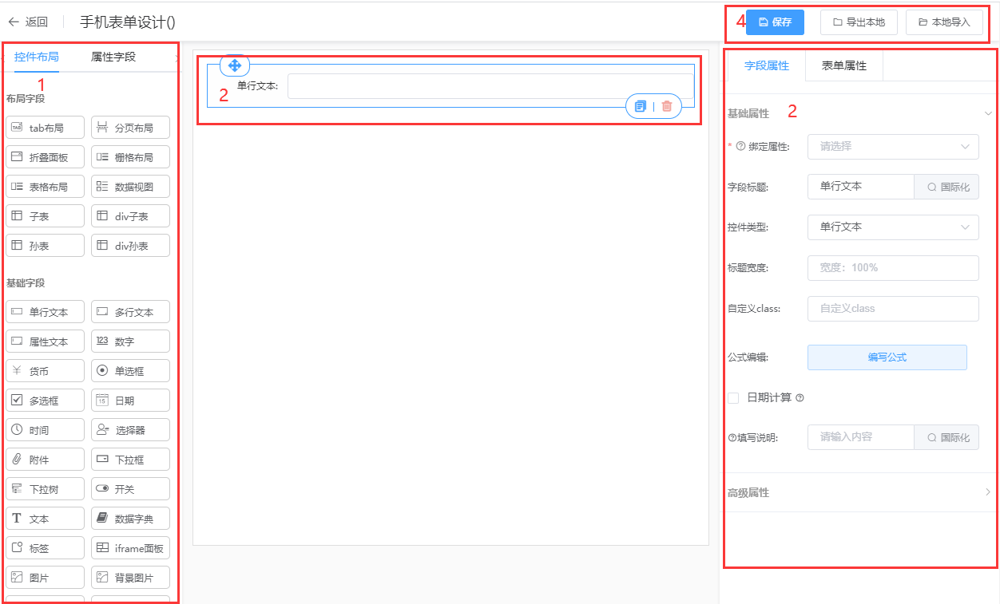 返回 手机表单设计() 4 保存 导出本地 本地导入
控件布局 属性字段
1
布局字段
TAB tab布局 分页布局
折叠面板 栅格布局
表格布局 数据视图
子表 div子表
孙表 div孙表
基础字段
单行文本 多行文本
属性文本 123 数字
货币 单选框
多选框 15 日期
时间 选择器
附件 下拉框
下拉树 开关
T 文本 数据字典
标签 iframe面板
图片 背景图片
2 单行文本:
字段属性 表单属性
基础属性 2
* 绑定属性: 请选择
字段标题: 单行文本 国际化
控件类型: 单行文本
标题宽度: 宽度：100%
自定义class: 自定义class
公式编辑: 编写公式
日期计算
填写说明: 请输入内容 国际化
高级属性